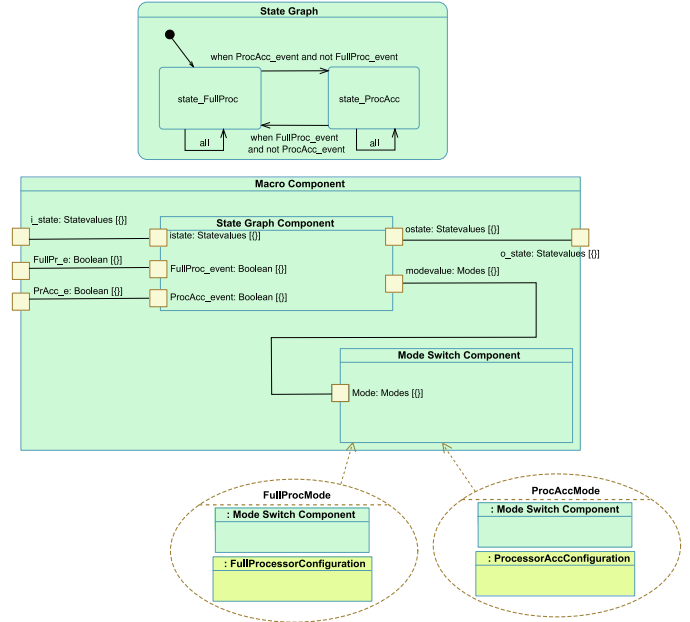 State Graph
when ProcAcc_event and not FullProc_event
state_FullProc
state_ProcAcc
all
when FullProc_event
and not ProcAcc_event
all
Macro Component
i_state: Statevalues [{}]
State Graph Component
istate: Statevalues [{}]
ostate: Statevalues [{}]
o_state: Statevalues [{}]
FullPr_e: Boolean [{}]
FullProc_event: Boolean [{}]
modevalue: Modes [{}]
PrAcc_e: Boolean [{}]
ProcAcc_event: Boolean [{}]
Mode Switch Component
Mode: Modes [{}]
FullProcMode
: Mode Switch Component
: FullProcessorConfiguration
ProcAccMode
: Mode Switch Component
: ProcessorAccConfiguration